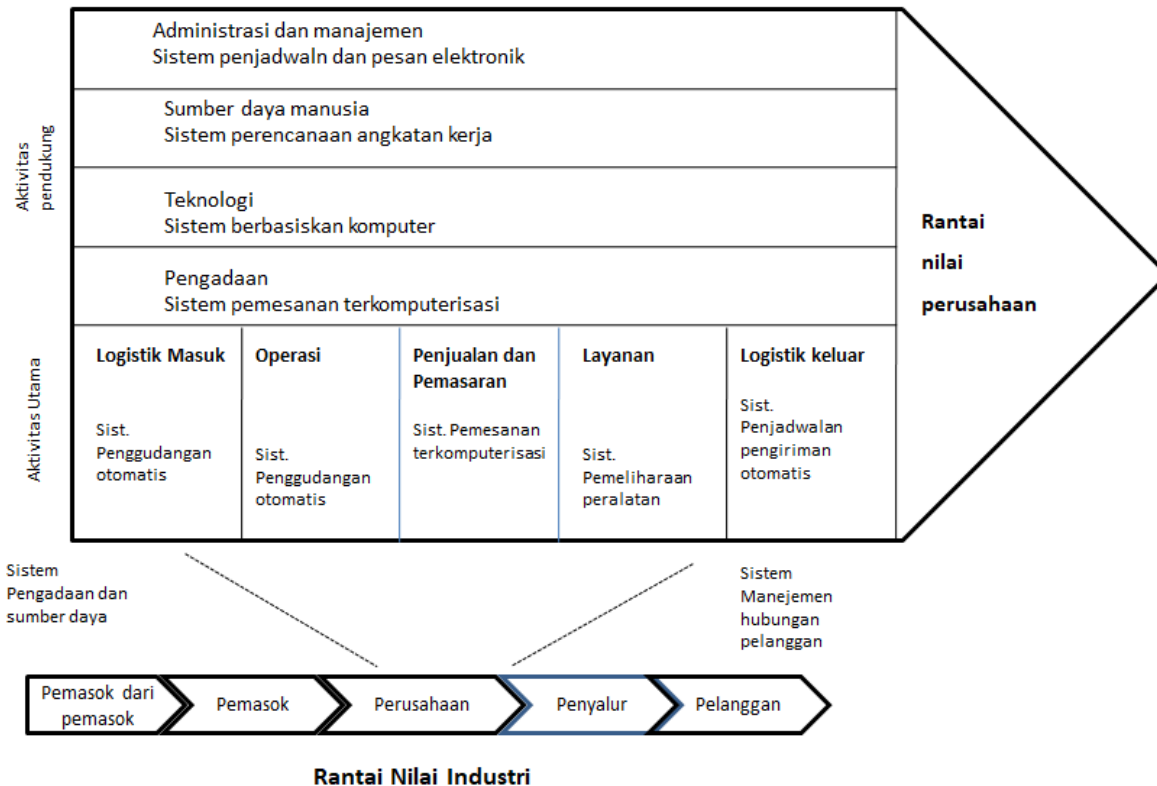 Administrasi dan manajemen
Sistem penjadwaln dan pesan elektronik
Sumber daya manusia
Sistem perencanaan angkatan kerja
Aktivitas
pendukung
Teknologi
Sistem berbasiskan komputer
Pengadaan
Sistem pemesanan terkomputerisasi
Rantai
nilai
perusahaan
Aktivitas Utama
Logistik Masuk
Sist.
Penggudangan
otomatis
Operasi
Sist.
Penggudangan
otomatis
Penjualan dan
Pemasaran
Sist. Pemesanan
terkomputerisasi
Layanan
Sist.
Pemeliharaan
peralatan
Logistik keluar
Sist.
Penjadwalan
pengiriman
otomatis
Sistem
Pengadaan dan
sumber daya
Sistem
Manejemen
hubungan
pelanggan
Pemasok dari
pemasok
Pemasok
Perusahaan
Penyalur
Pelanggan
Rantai Nilai Industri